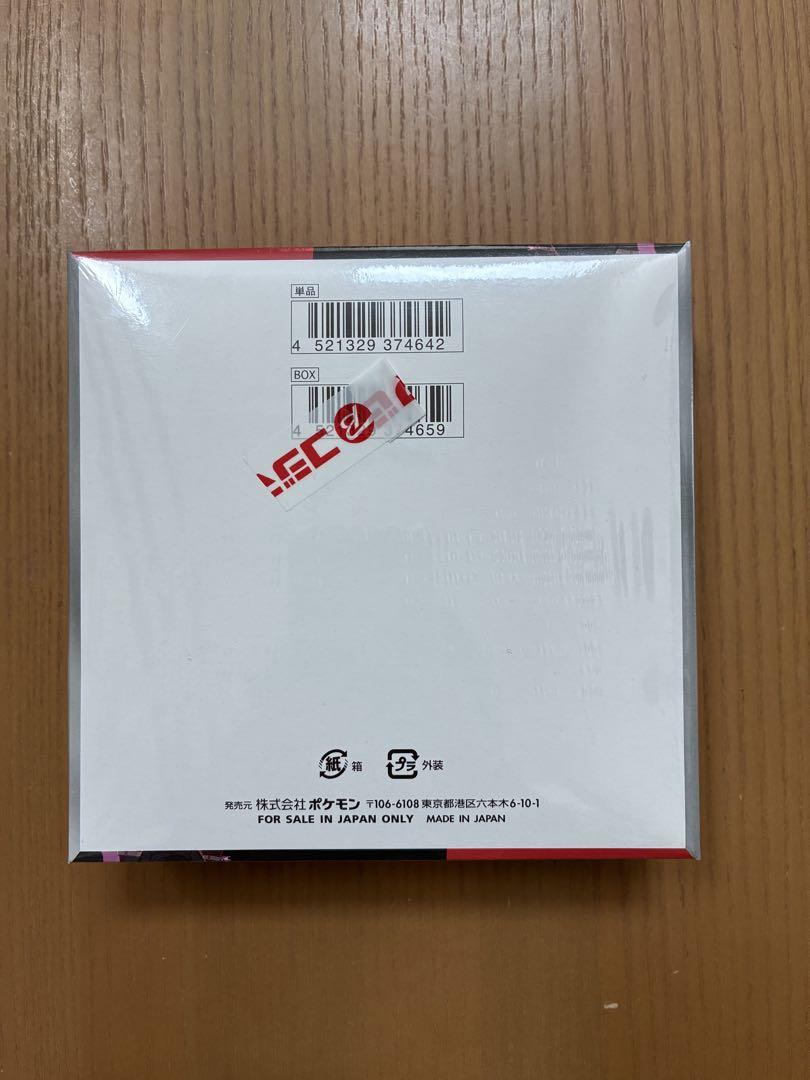 単品
4 521329 374642
BOX
紙 箱
プラ 外装
発売元 株式会社 ポケモン 〒106-6108 東京都港区六本木6-10-1
FOR SALE IN JAPAN ONLY MADE IN JAPAN